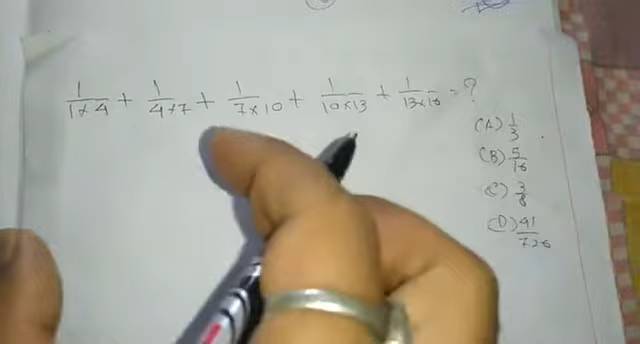 1/1×4 + 1/4×7 + 1/7×10 + 1/10×13 + 1/13×16 = ?
(A) 1/3
(B) 5/16
(C) 3/8
(D) 41/7280